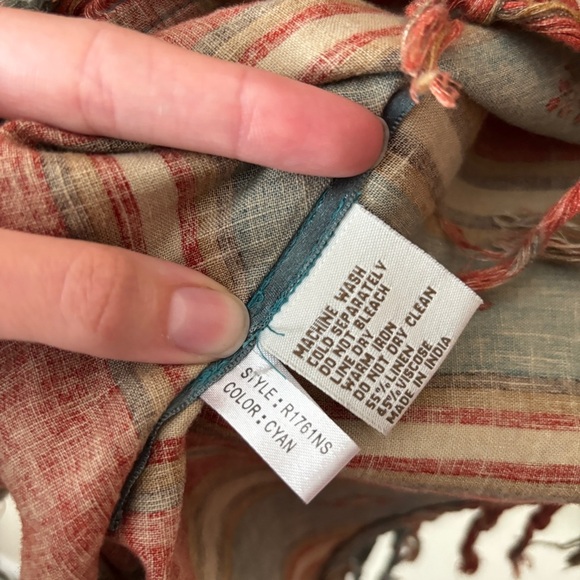 MACHINE WASH
COLD SEPARATELY
DO NOT BLEACH
LINE DRY
WARM IRON
DO NOT DRY CLEAN
55% LINEN
45% VISCOSE
MADE IN INDIA
STYLE : R1761NS
COLOR : CYAN